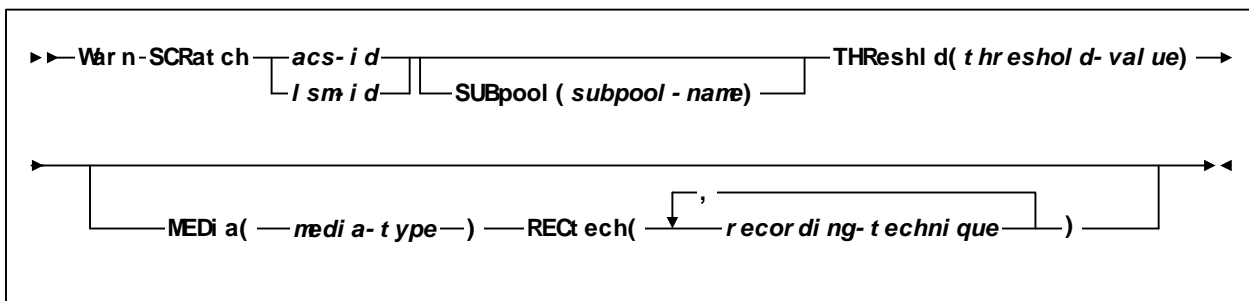 Warn-SCRatch acs-id THReshld(threshold-value)
lsm-id SUBpool(subpool-name)
,
MEDia( media-type ) RECtech( recording-technique )